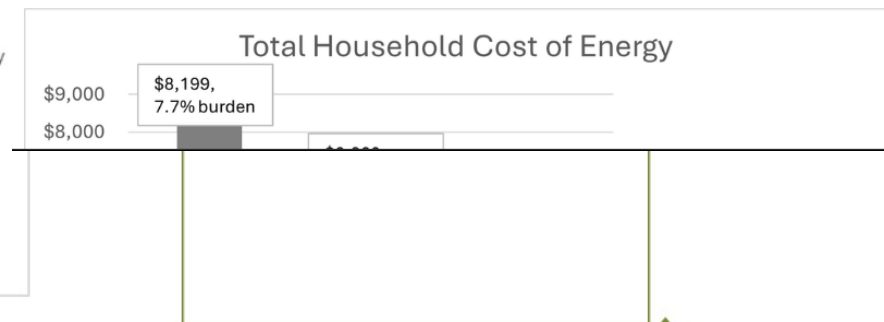 Total Household Cost of Energy
$8,199,
7.7% burden
$9,000
$8,000